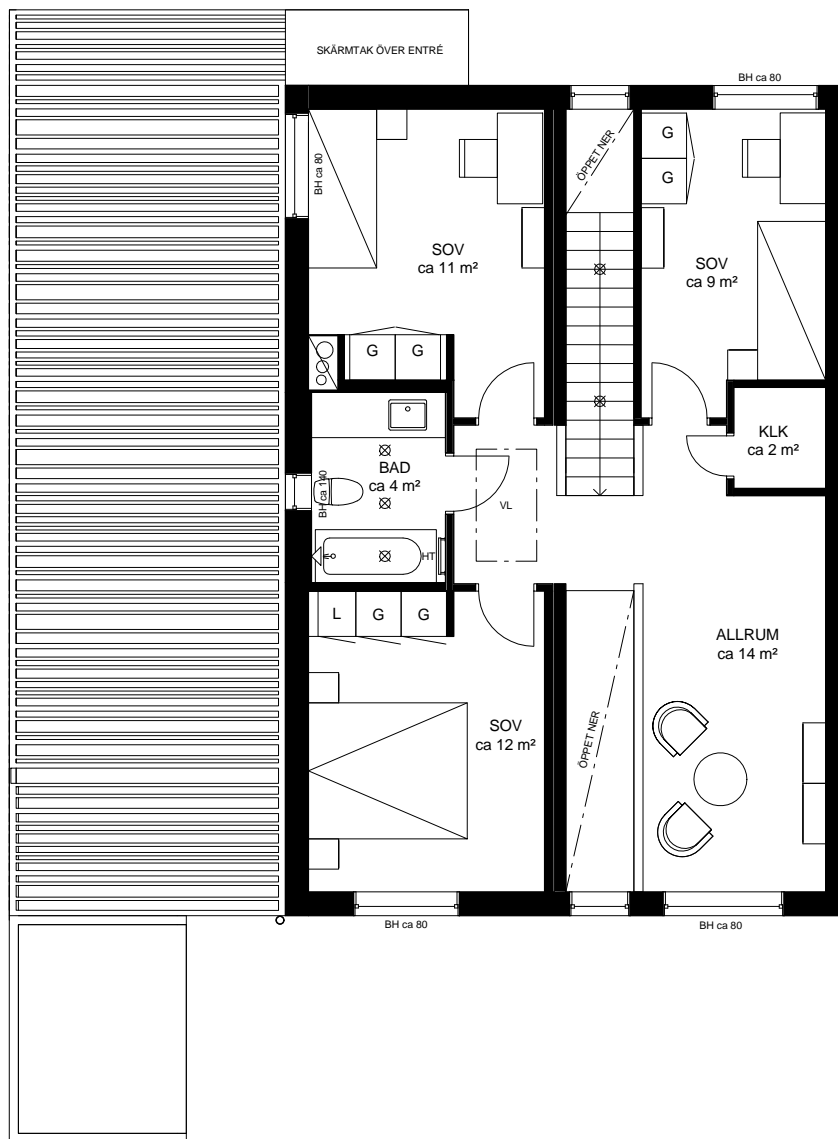 SKÄRMTAK ÖVER ENTRÉ
BH ca 80
BH ca 80
ÖPPET NER
G
G
SOV
ca 11 m²
SOV
ca 9 m²
G
G
KLK
ca 2 m²
BAD
ca 4 m²
BH ca 140
VL
HT
L
G
G
ALLRUM
ca 14 m²
SOV
ca 12 m²
ÖPPET NER
BH ca 80
BH ca 80